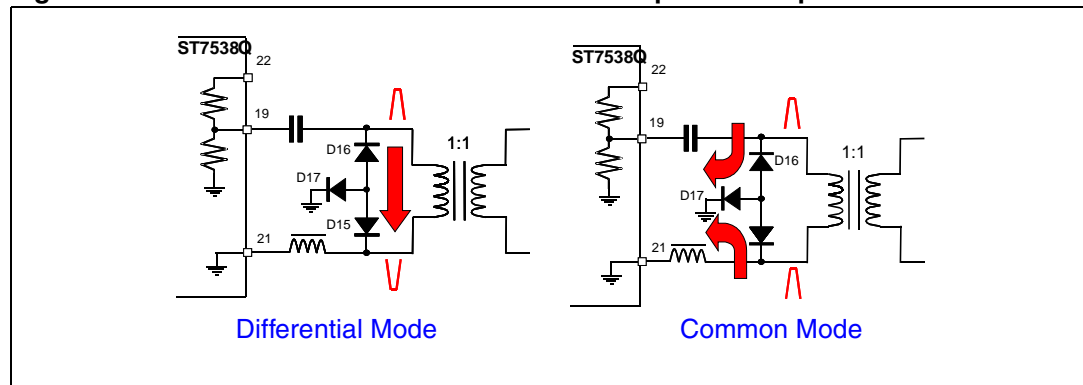 ST7538Q
22
19
D16
1:1
D17
D15
21
Differential Mode
ST7538Q
22
19
D16
1:1
D17
21
Common Mode